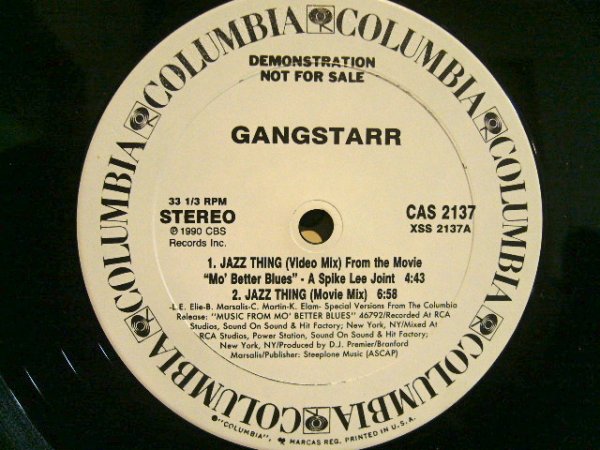 COLUMBIA COLUMBIA COLUMBIA COLUMBIA COLUMBIA COLUMBIA COLUMBIA COLUMBIA
DEMONSTRATION
NOT FOR SALE
GANGSTARR
33 1/3 RPM
STEREO
℗ 1990 CBS
Records Inc.
CAS 2137
XSS 2137A
1. JAZZ THING (Video Mix) From the Movie
"Mo' Better Blues" - A Spike Lee Joint 4:43
2. JAZZ THING (Movie Mix) 6:58
-L.E. Elie-B. Marsalis-C. Martin-K. Elam- Special Versions From The Columbia
Release: "MUSIC FROM MO' BETTER BLUES" 46792/Recorded At RCA
Studios, Sound On Sound & Hit Factory; New York, NY/Mixed At
RCA Studios, Power Station, Sound On Sound & Hit Factory;
New York, NY/Produced by D.J. Premier/Branford
Marsalis/Publisher: Steeplone Music (ASCAP)
"COLUMBIA", MARCAS REG. PRINTED IN U.S.A.